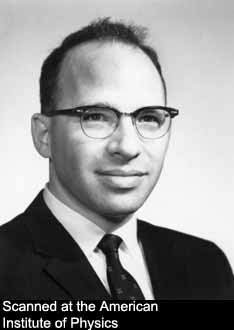 Scanned at the American
Institute of Physics